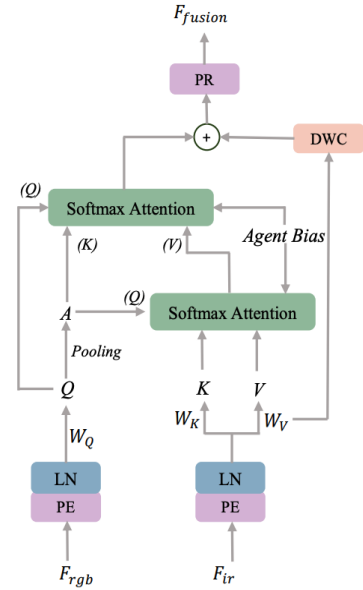 F_fusion
PR
+
DWC
(Q)
Softmax Attention
(K)
(V)
Agent Bias
(Q)
A
Softmax Attention
Pooling
Q
K
V
W_Q
W_K
W_V
LN
LN
PE
PE
F_rgb
F_ir